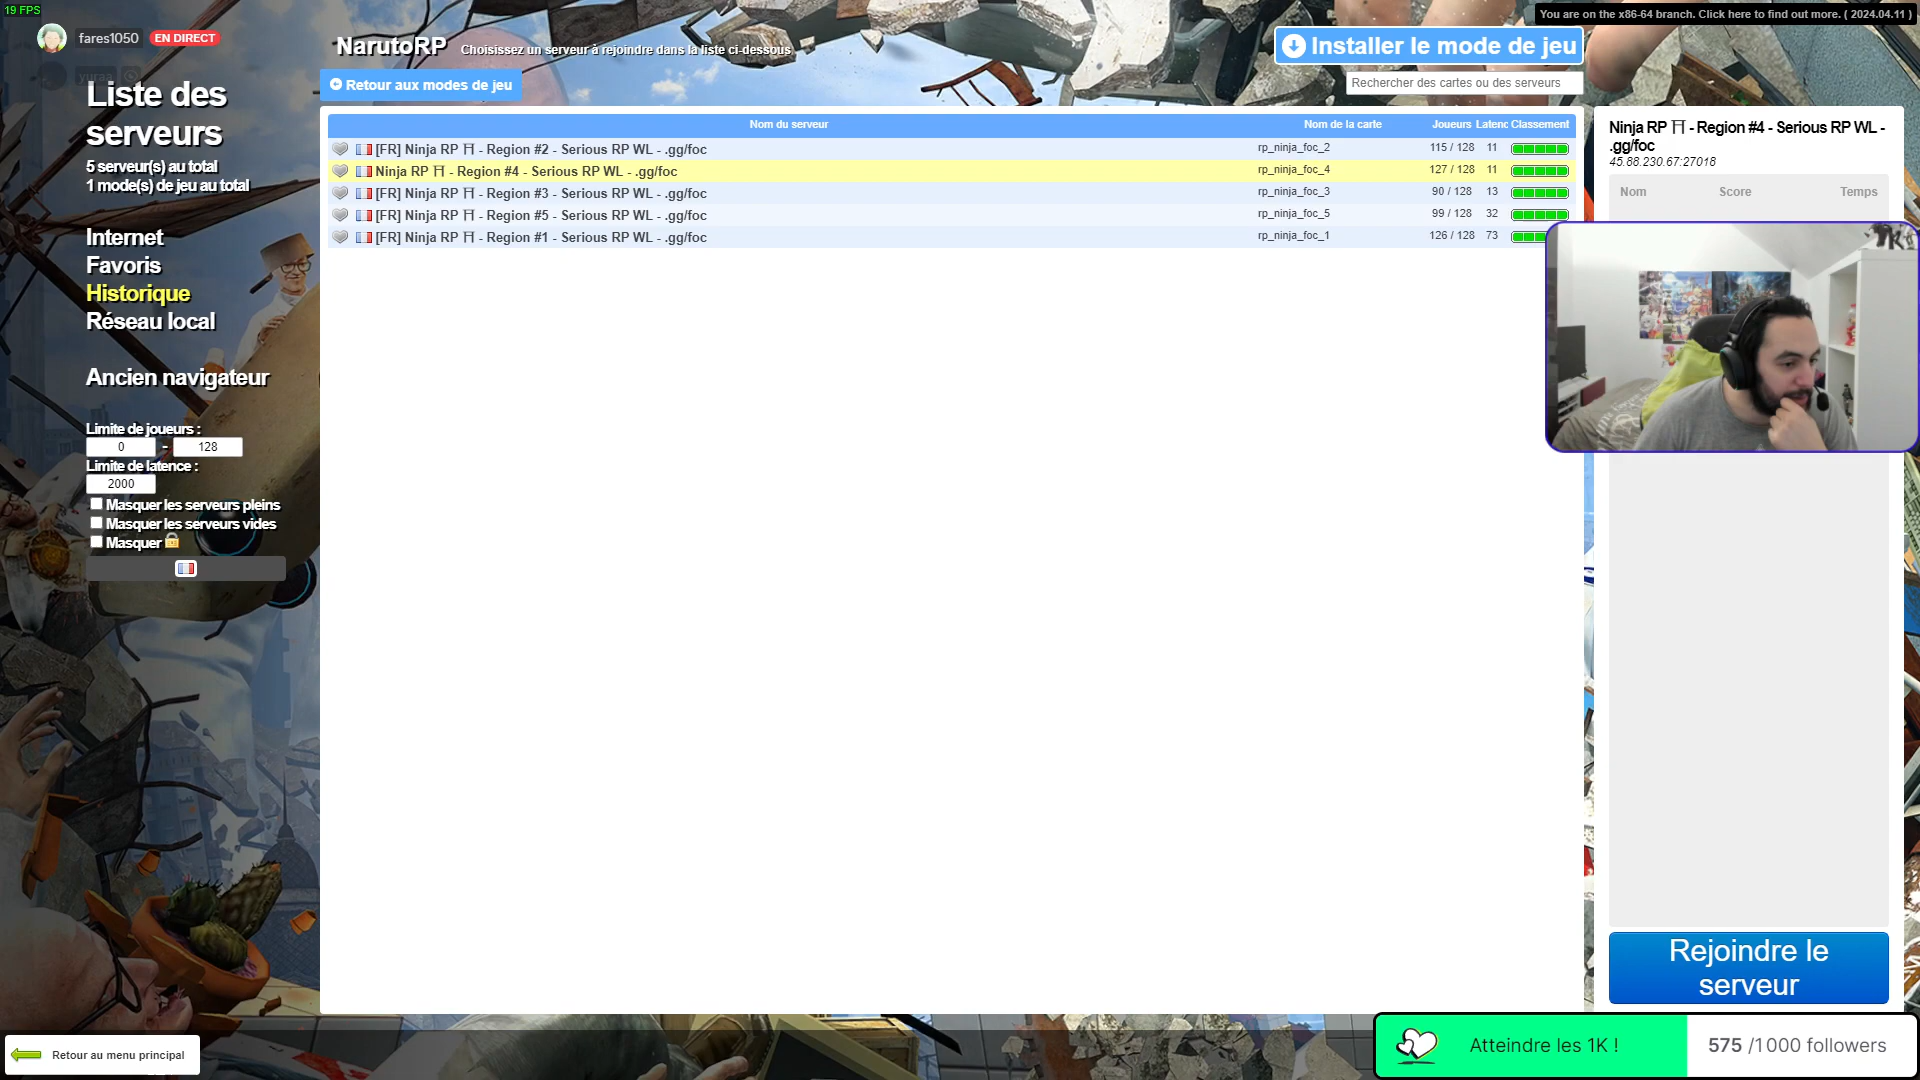 19 FPS
fares1050 EN DIRECT
yuraa
You are on the x86-64 branch. Click here to find out more. ( 2024.04.11 )
NarutoRP Choisissez un serveur à rejoindre dans la liste ci-dessous
Installer le mode de jeu
Retour aux modes de jeu
Rechercher des cartes ou des serveurs
Liste des
serveurs
5 serveur(s) au total
1 mode(s) de jeu au total
Internet
Favoris
Historique
Réseau local
Ancien navigateur
Limite de joueurs :
0 - 128
Limite de latence :
2000
Masquer les serveurs pleins
Masquer les serveurs vides
Masquer
Nom du serveur Nom de la carte Joueurs Latenc Classement
[FR] Ninja RP ⛩ - Region #2 - Serious RP WL - .gg/foc rp_ninja_foc_2 115 / 128 11
Ninja RP ⛩ - Region #4 - Serious RP WL - .gg/foc rp_ninja_foc_4 127 / 128 11
[FR] Ninja RP ⛩ - Region #3 - Serious RP WL - .gg/foc rp_ninja_foc_3 90 / 128 13
[FR] Ninja RP ⛩ - Region #5 - Serious RP WL - .gg/foc rp_ninja_foc_5 99 / 128 32
[FR] Ninja RP ⛩ - Region #1 - Serious RP WL - .gg/foc rp_ninja_foc_1 126 / 128 73
Ninja RP ⛩ - Region #4 - Serious RP WL -
.gg/foc
45.88.230.67:27018
Nom Score Temps
Rejoindre le
serveur
Retour au menu principal
Atteindre les 1K !
575 /1000 followers